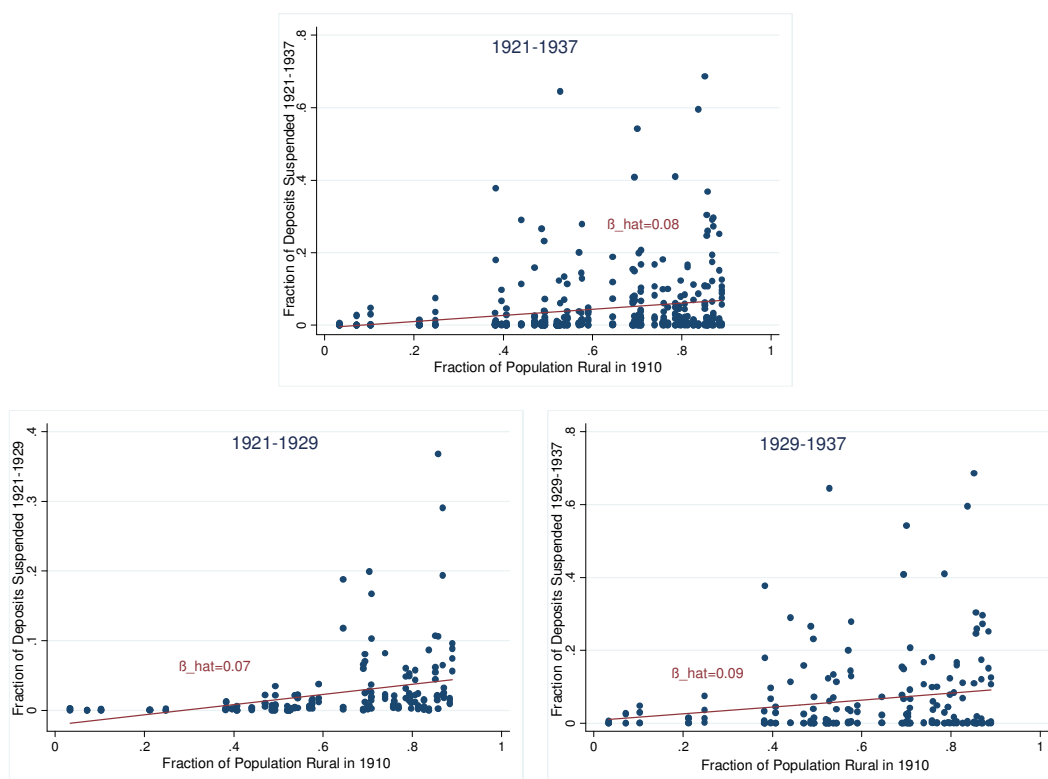 1921-1937
Fraction of Deposits Suspended 1921-1937
.8
.6
.4
.2
0
ß_hat=0.08
0 .2 .4 .6 .8 1
Fraction of Population Rural in 1910
1921-1929
Fraction of Deposits Suspended 1921-1929
.4
.3
.2
.1
0
ß_hat=0.07
0 .2 .4 .6 .8 1
Fraction of Population Rural in 1910
1929-1937
Fraction of Deposits Suspended 1929-1937
.8
.6
.4
.2
0
ß_hat=0.09
0 .2 .4 .6 .8 1
Fraction of Population Rural in 1910